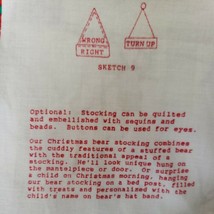 WRONG
RIGHT
TURN UP
SKETCH 9
Optional: Stocking can be quilted
and embellished with sequins and
beads. Buttons can be used for eyes.
Our Christmas bear stocking combines
the cuddly features of a stuffed bear
with the traditional appeal of a
stocking. He'll look unique hung on
the mantelpiece or door. Or surprise
a child on Christmas morning, hanging
our bear stocking on a bed post, filled
with treats and personalised with the
child's name on bear's hat band.